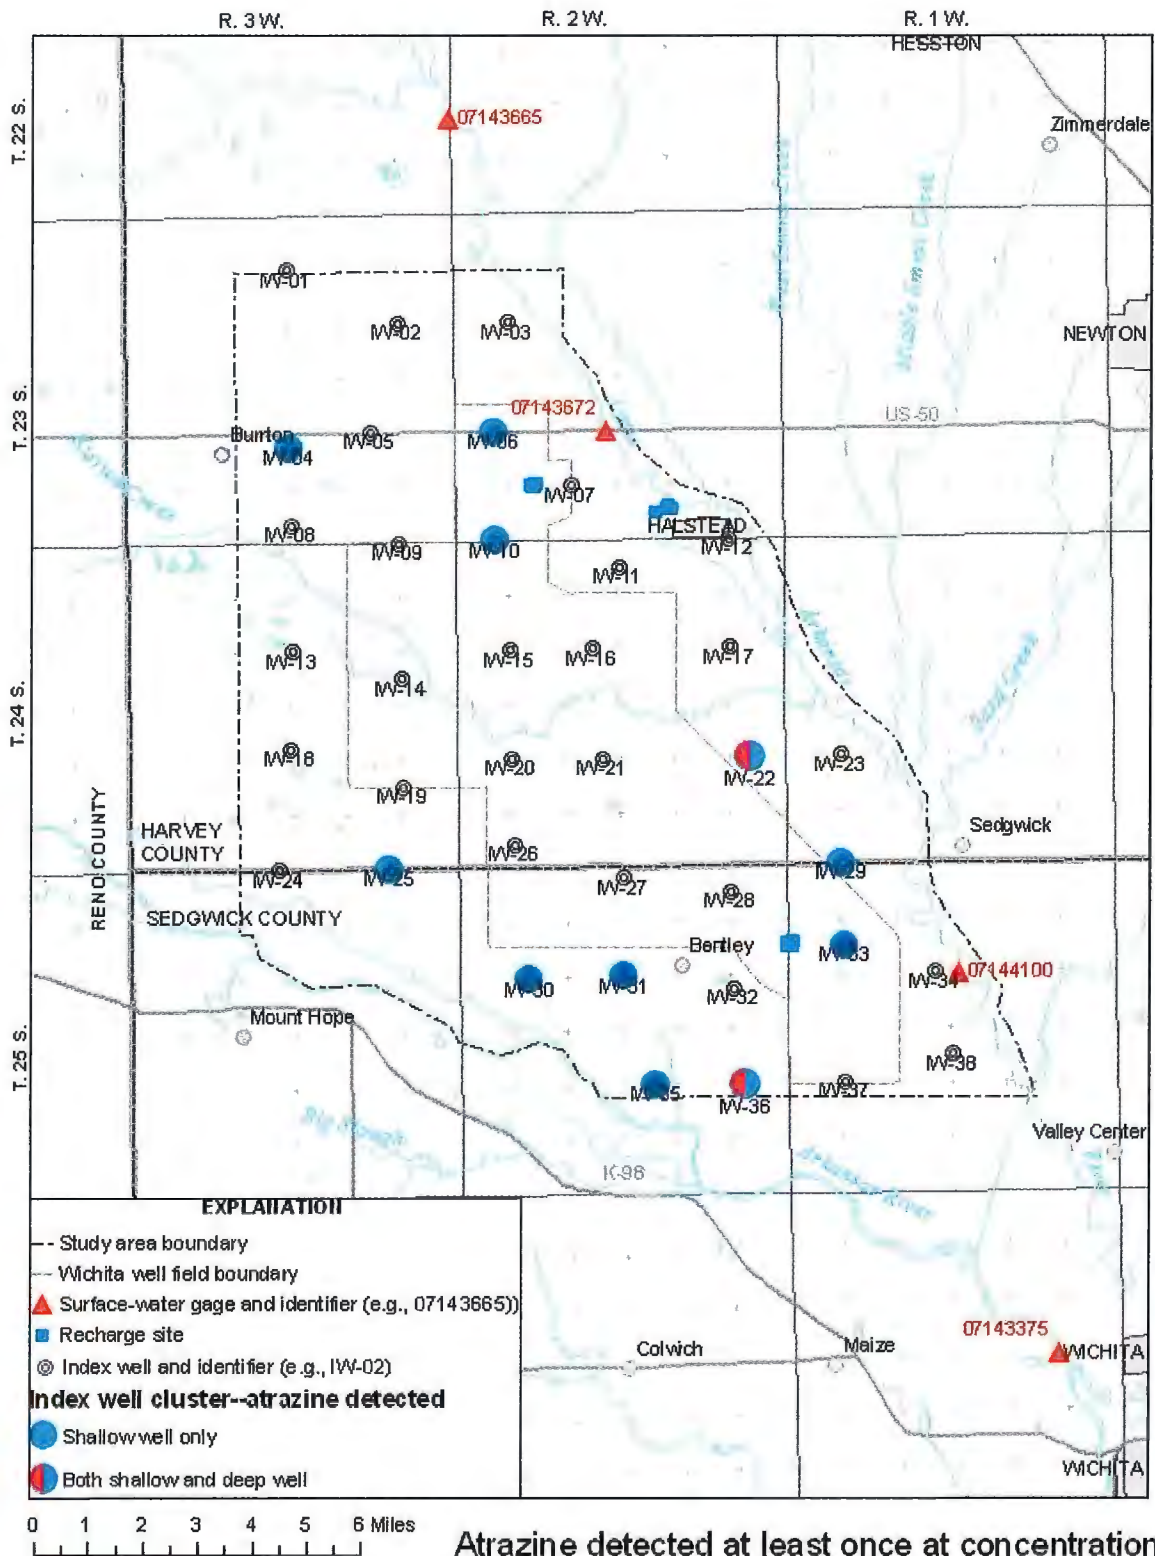 R. 3 W.
R. 2 W.
R. 1 W.
HESSTON
T. 22 S.
07143665
Zimmerdale
IW-01
IW-02
IW-03
NEWTON
T. 23 S.
07143672
US-50
Burrton
IW-04
IW-05
IW-06
IW-07
HALSTEAD
IW-08
IW-09
IW-10
IW-12
IW-11
IW-13
IW-14
IW-15
IW-16
IW-17
Sand Creek
T. 24 S.
IW-18
IW-20
IW-21
IW-22
IW-23
IW-19
RENO COUNTY
HARVEY
COUNTY
IW-26
Sedgwick
IW-24
IW-25
IW-27
IW-28
IW-29
SEDGWICK COUNTY
Bentley
IW-33
IW-30
IW-31
IW-32
IW-34
07144100
Mount Hope
T. 25 S.
IW-38
IW-35
IW-36
IW-37
Valley Center
K-96
Arkansas River
EXPLANATION
Study area boundary
Wichita well field boundary
Surface-water gage and identifier (e.g., 07143665))
Recharge site
Index well and identifier (e.g., IW-02)
Index well cluster--atrazine detected
Shallow well only
Both shallow and deep well
07143375
Colwich
Maize
WICHITA
WICHITA
0 1 2 3 4 5 6 Miles
Atrazine detected at least once at concentration